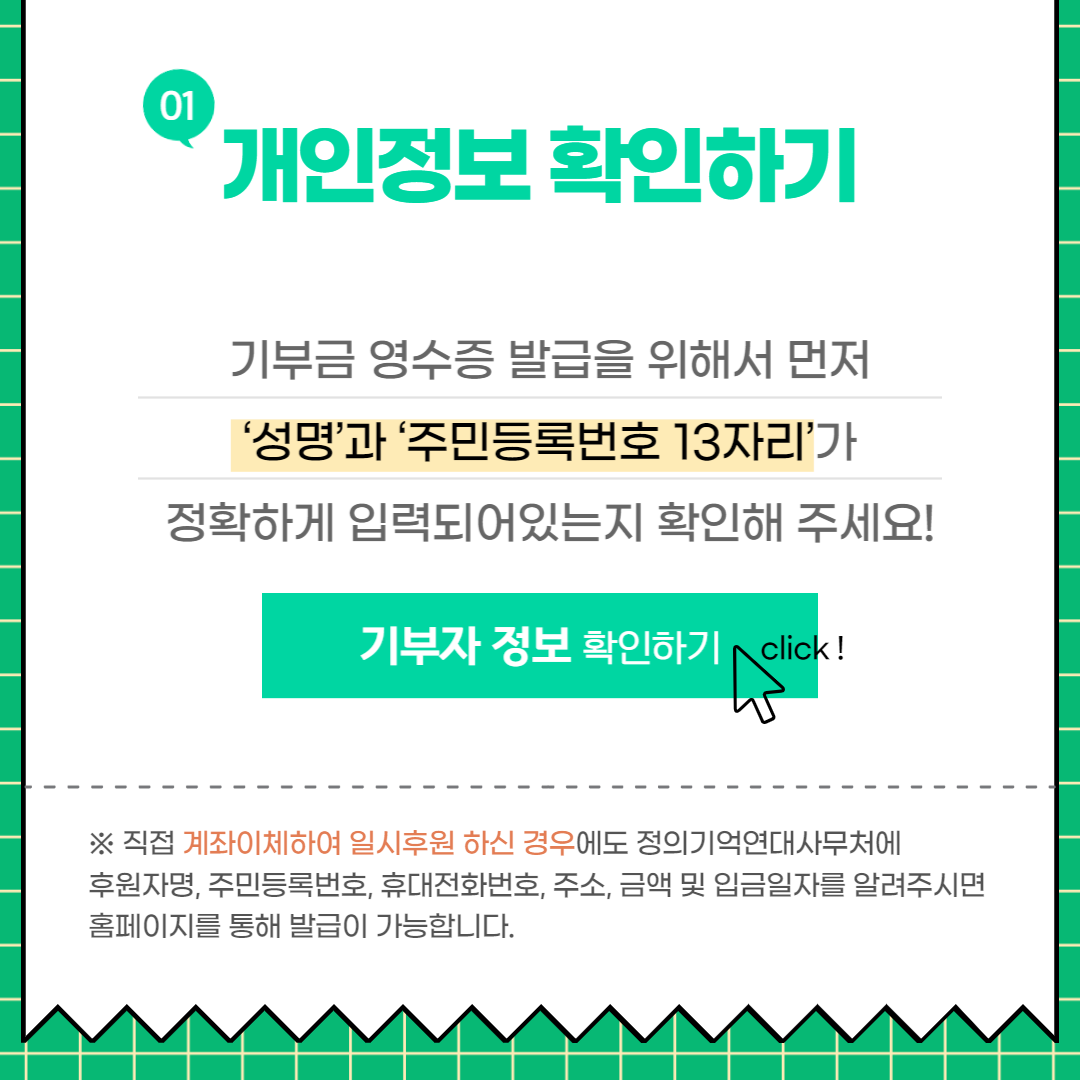 01
개인정보 확인하기
기부금 영수증 발급을 위해서 먼저
‘성명’과 ‘주민등록번호 13자리’가
정확하게 입력되어있는지 확인해 주세요!
기부자 정보 확인하기 click !
※ 직접 계좌이체하여 일시후원 하신 경우에도 정의기억연대사무처에
후원자명, 주민등록번호, 휴대전화번호, 주소, 금액 및 입금일자를 알려주시면
홈페이지를 통해 발급이 가능합니다.